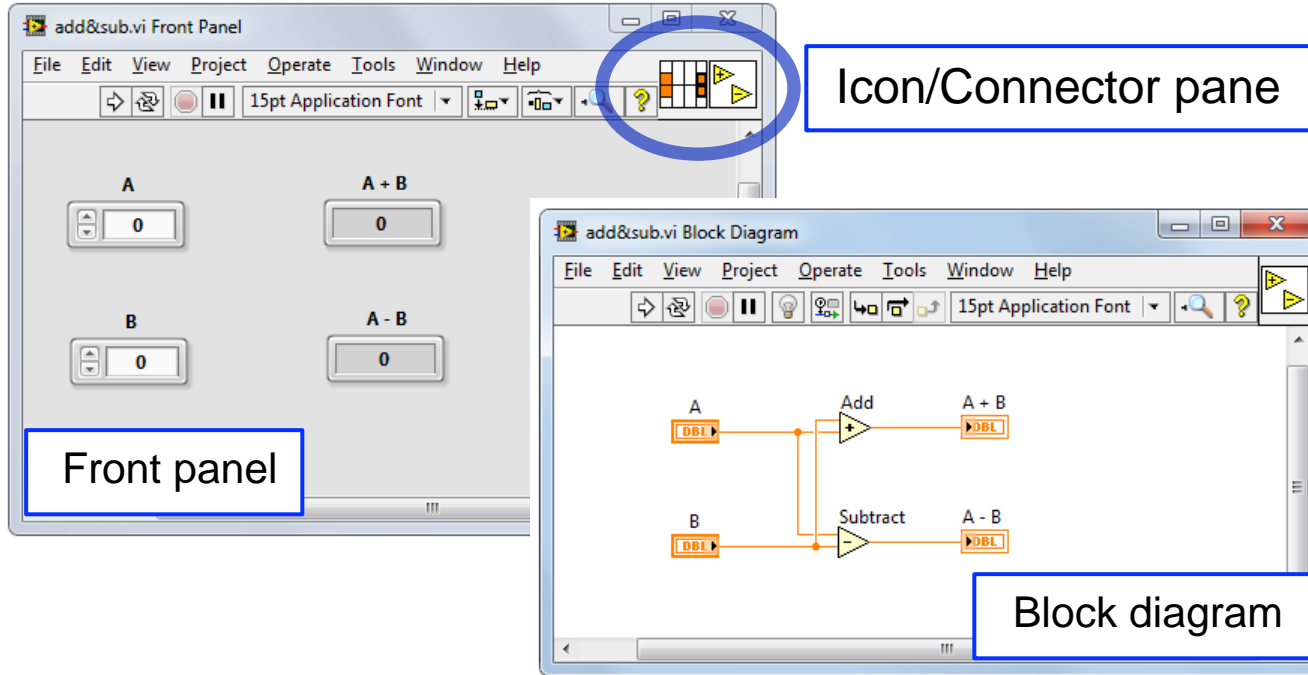 add&sub.vi Front Panel
File Edit View Project Operate Tools Window Help
15pt Application Font
Icon/Connector pane
A
A + B
0
0
B
A - B
0
0
Front panel
add&sub.vi Block Diagram
File Edit View Project Operate Tools Window Help
15pt Application Font
A
Add
A + B
DBL
DBL
B
Subtract
A - B
DBL
DBL
Block diagram